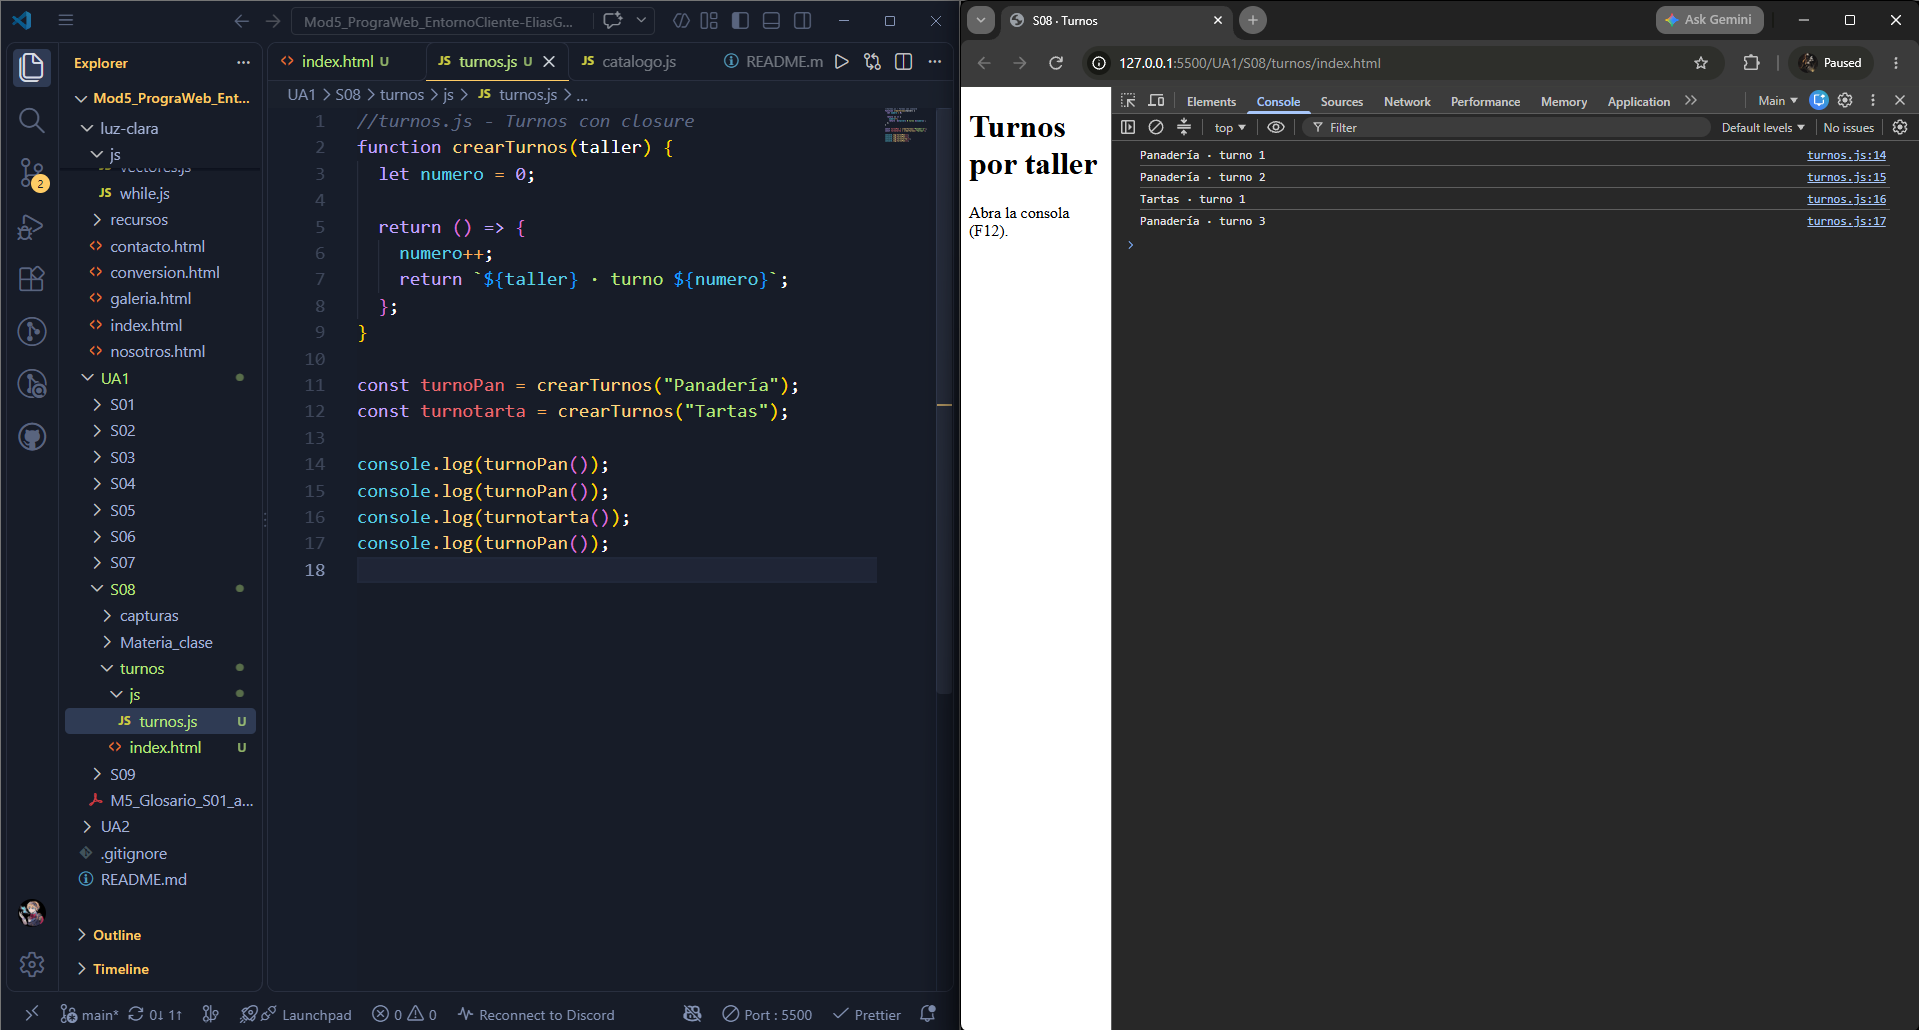 Mod5_PrograWeb_EntornoCliente-EliasG...
Explorer
Mod5_PrograWeb_Ent...
luz-clara
js
while.js
recursos
contacto.html
conversion.html
galeria.html
index.html
nosotros.html
UA1
S01
S02
S03
S04
S05
S06
S07
S08
capturas
Materia_clase
turnos
js
JS turnos.js U
index.html U
S09
M5_Glosario_S01_a...
UA2
.gitignore
README.md
Outline
Timeline
index.html U
JS turnos.js U
JS catalogo.js
README.m
UA1 > S08 > turnos > js > JS turnos.js > ...
1 //turnos.js - Turnos con closure
2 function crearTurnos(taller) {
3 let numero = 0;
4
5 return () => {
6 numero++;
7 return `${taller} · turno ${numero}`;
8 };
9 }
10
11 const turnoPan = crearTurnos("Panadería");
12 const turnotarta = crearTurnos("Tartas");
13
14 console.log(turnoPan());
15 console.log(turnoPan());
16 console.log(turnotarta());
17 console.log(turnoPan());
18
main* 0↓ 1↑ Launchpad 0 0 Reconnect to Discord Port : 5500 Prettier
S08 · Turnos
Ask Gemini
127.0.0.1:5500/UA1/S08/turnos/index.html
Paused
Turnos
por taller
Abra la consola
(F12).
Elements Console Sources Network Performance Memory Application Main
top Filter Default levels No issues
Panadería · turno 1 turnos.js:14
Panadería · turno 2 turnos.js:15
Tartas · turno 1 turnos.js:16
Panadería · turno 3 turnos.js:17